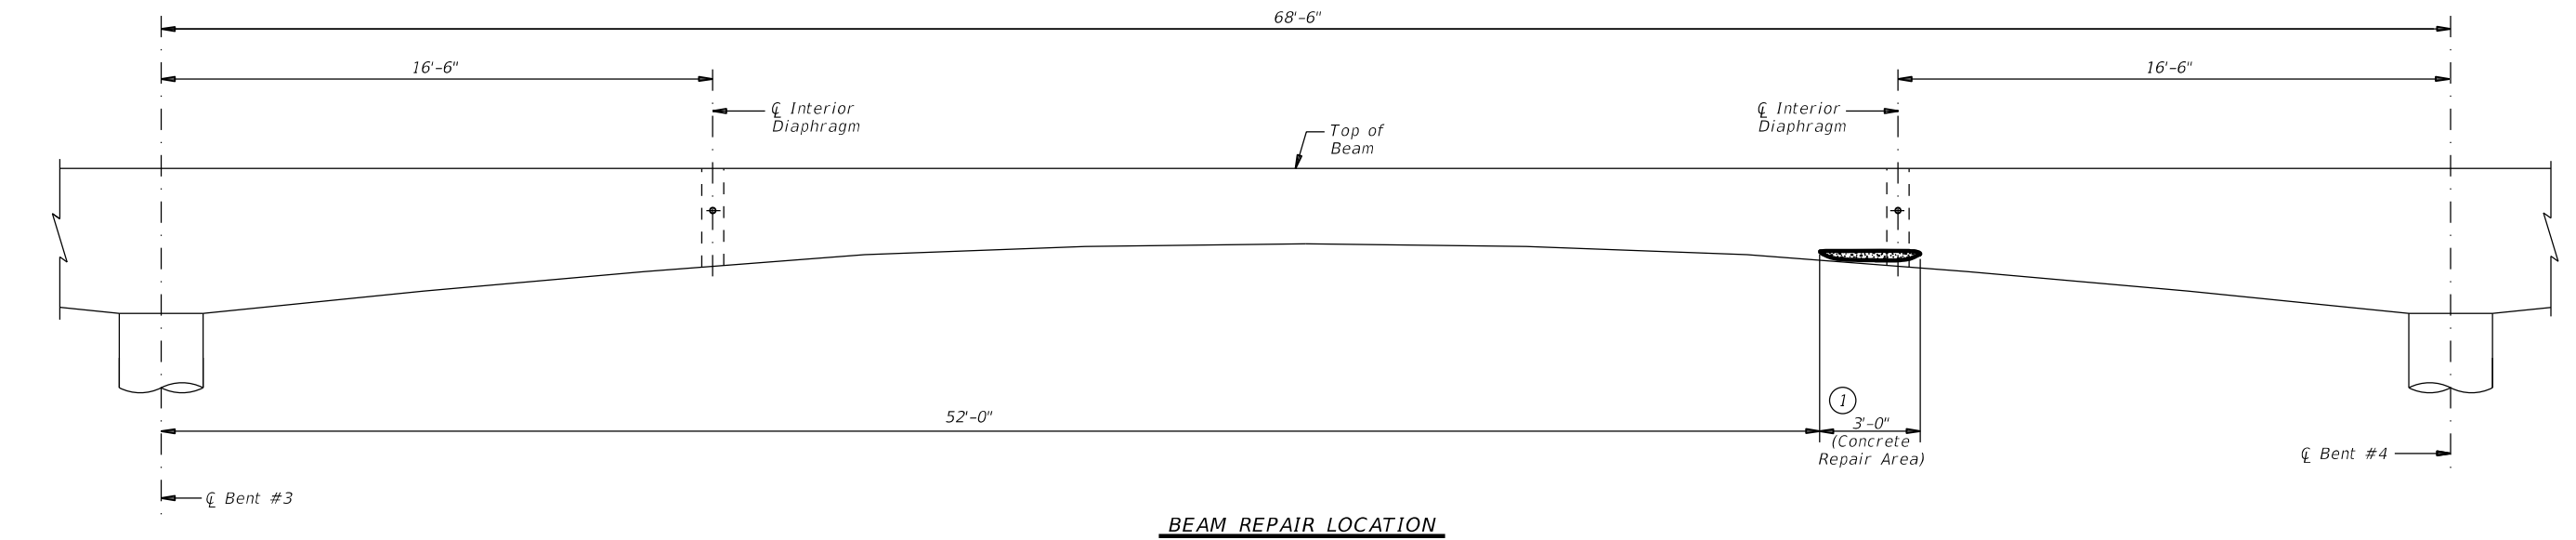 68'-6"
16'-6"
16'-6"
℄ Interior
Diaphragm
℄ Interior
Diaphragm
Top of
Beam
1
52'-0"
3'-0"
(Concrete
Repair Area)
℄ Bent #4
℄ Bent #3
BEAM REPAIR LOCATION